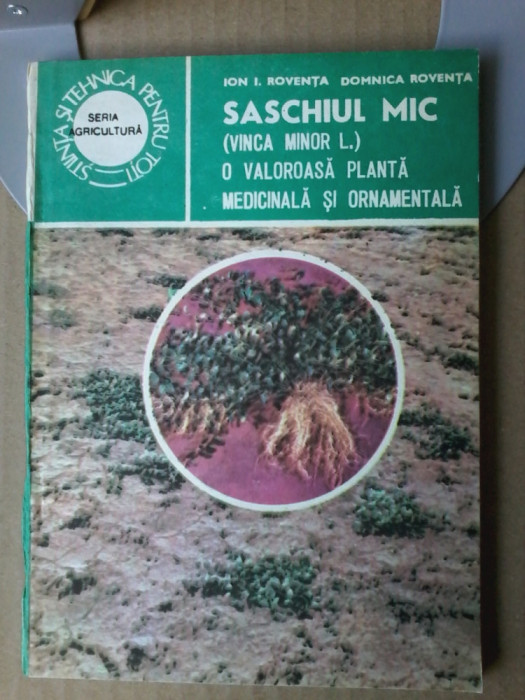 ȘTIINȚA ȘI TEHNICA PENTRU TOȚI
SERIA
AGRICULTURĂ
ION I. ROVENȚA DOMNICA ROVENȚA
SASCHIUL MIC
(VINCA MINOR L.)
O VALOROASĂ PLANTĂ
MEDICINALĂ ȘI ORNAMENTALĂ